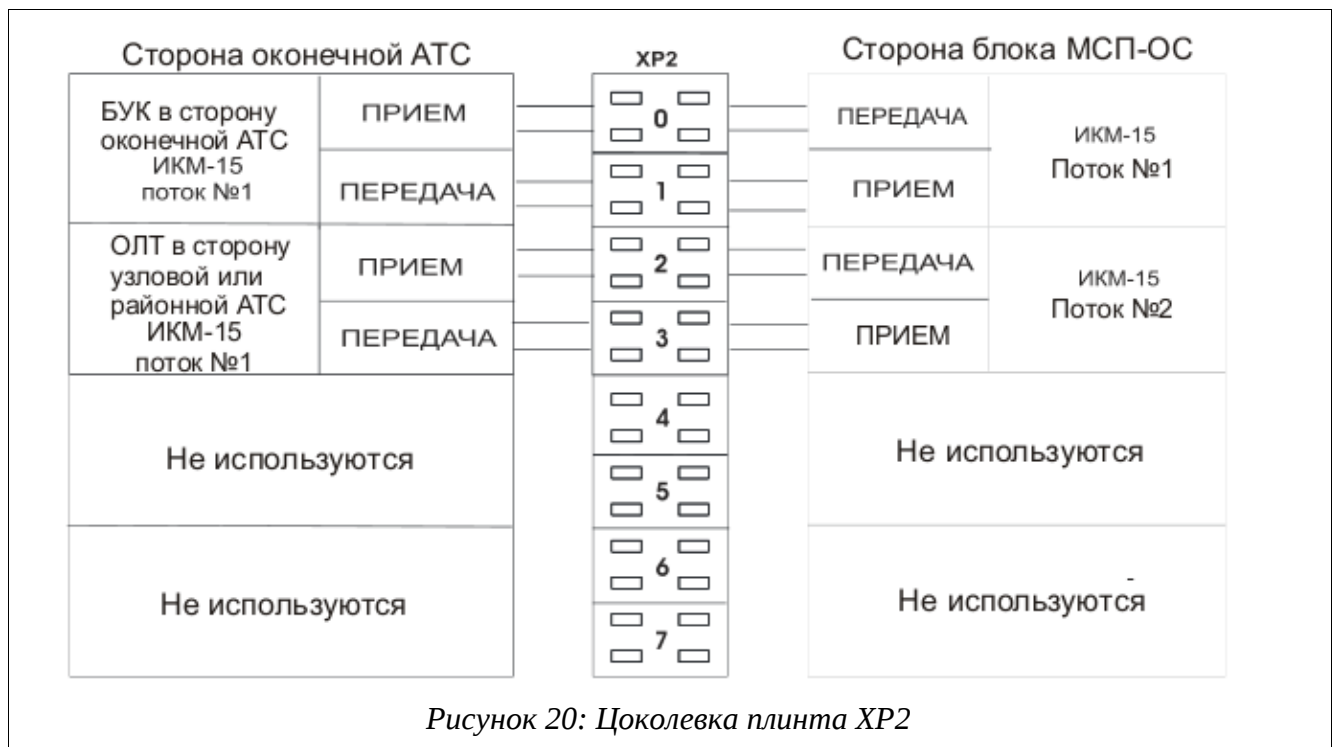 Сторона оконечной АТС
XP2
Сторона блока МСП-ОС
БУК в сторону
оконечной АТС
ИКМ-15
поток №1
ПРИЕМ
ПЕРЕДАЧА
0
1
ПЕРЕДАЧА
ПРИЕМ
ИКМ-15
Поток №1
ОЛТ в сторону
узловой или
районной АТС
ИКМ-15
поток №1
ПРИЕМ
ПЕРЕДАЧА
2
3
ПЕРЕДАЧА
ПРИЕМ
ИКМ-15
Поток №2
Не используются
4
5
Не используются
Не используются
6
7
Не используются
Рисунок 20: Цоколевка плинта XP2